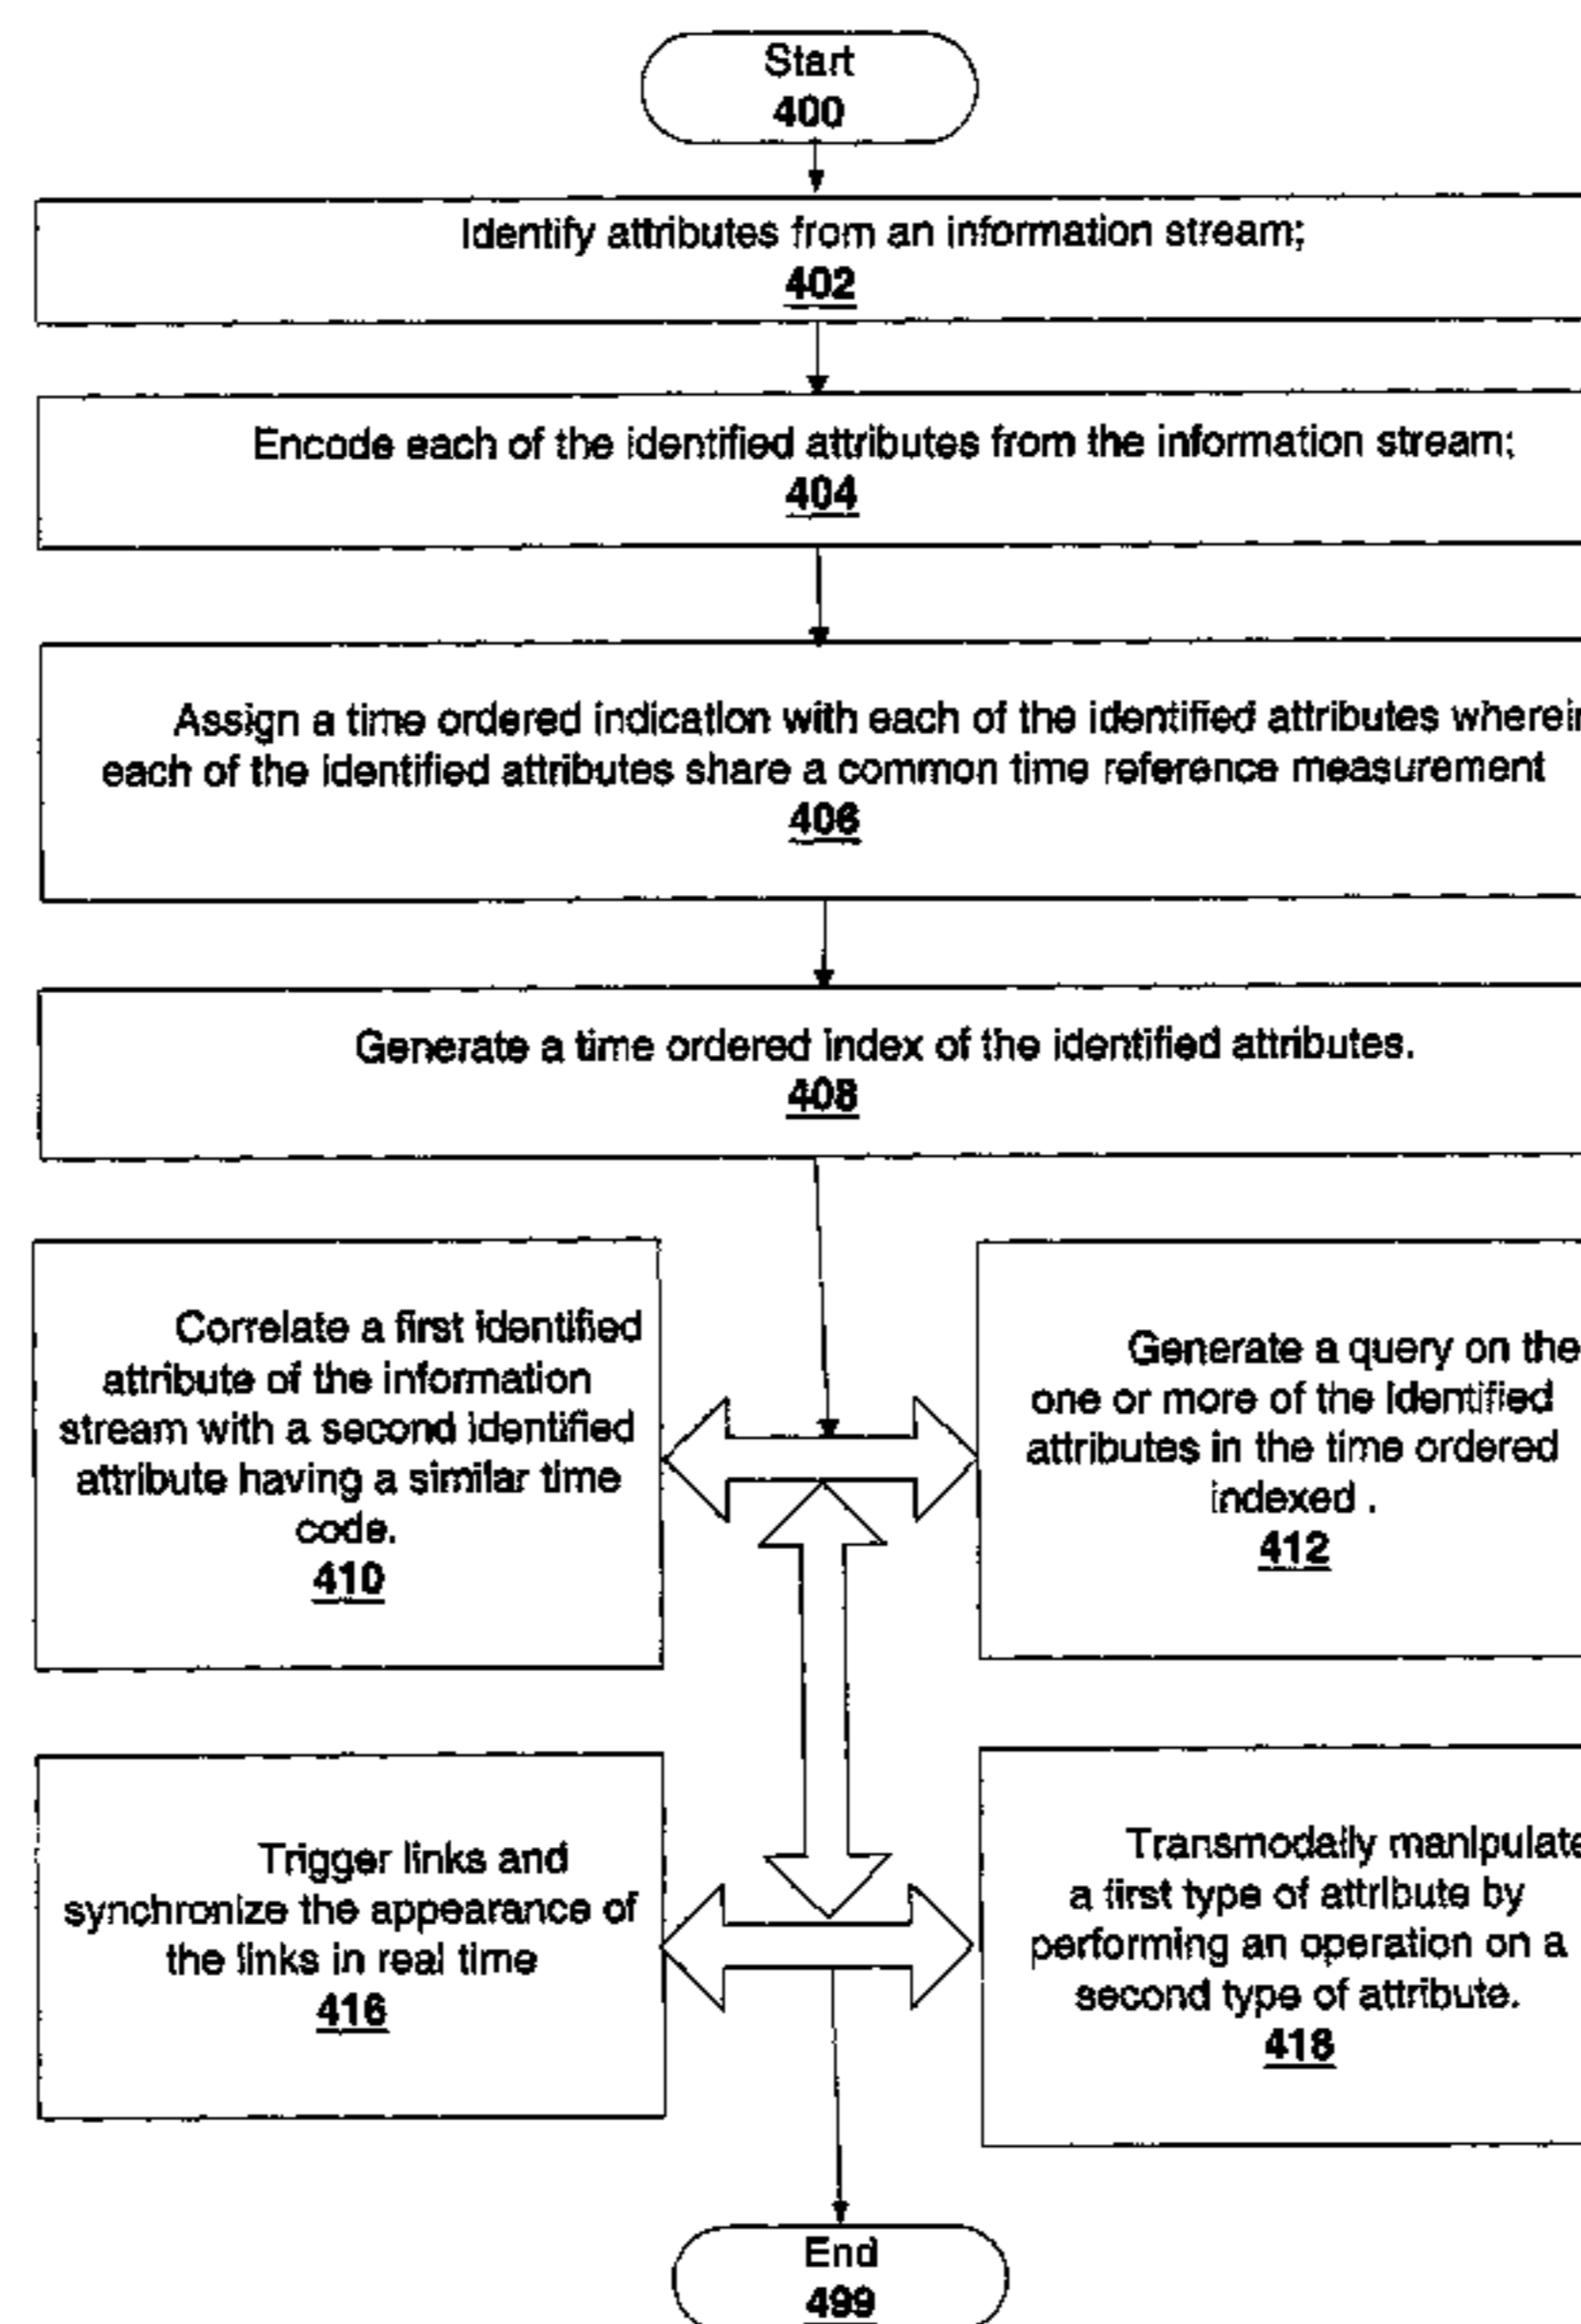 Start
400
Identify attributes from an information stream;
402
Encode each of the identified attributes from the information stream;
404
Assign a time ordered indication with each of the identified attributes wherein
each of the identified attributes share a common time reference measurement
406
Generate a time ordered index of the identified attributes.
408
Correlate a first identified
attribute of the information
stream with a second identified
attribute having a similar time
code.
410
Generate a query on the
one or more of the identified
attributes in the time ordered
indexed .
412
Trigger links and
synchronize the appearance of
the links in real time
416
Transmodally manipulate
a first type of attribute by
performing an operation on a
second type of attribute.
418
End
499